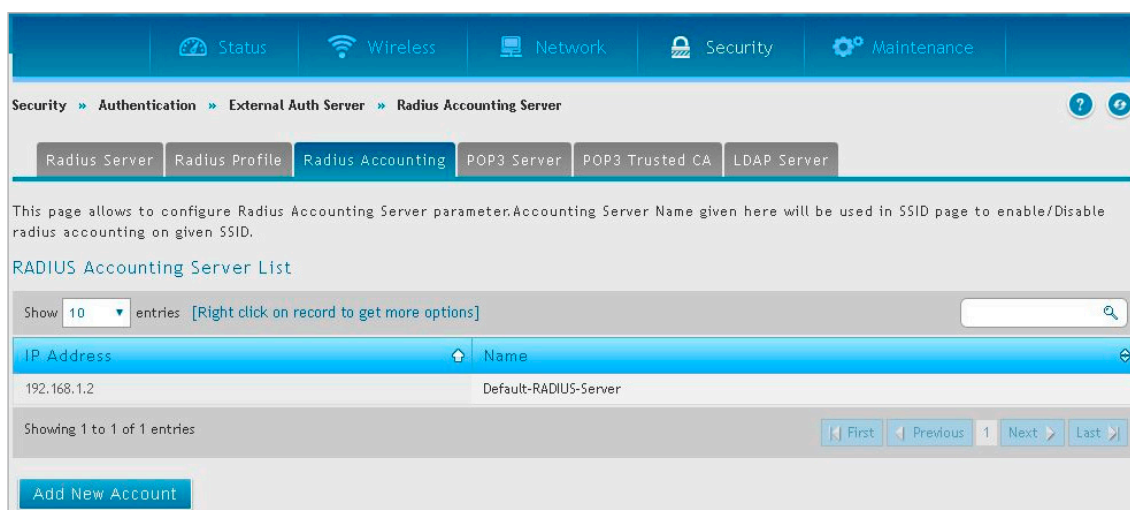 Status Wireless Network Security Maintenance
Security » Authentication » External Auth Server » Radius Accounting Server
Radius Server Radius Profile Radius Accounting POP3 Server POP3 Trusted CA LDAP Server
This page allows to configure Radius Accounting Server parameter.Accounting Server Name given here will be used in SSID page to enable/Disable
radius accounting on given SSID.
RADIUS Accounting Server List
Show 10 entries [Right click on record to get more options]
IP Address Name
192.168.1.2 Default-RADIUS-Server
Showing 1 to 1 of 1 entries First Previous 1 Next Last
Add New Account